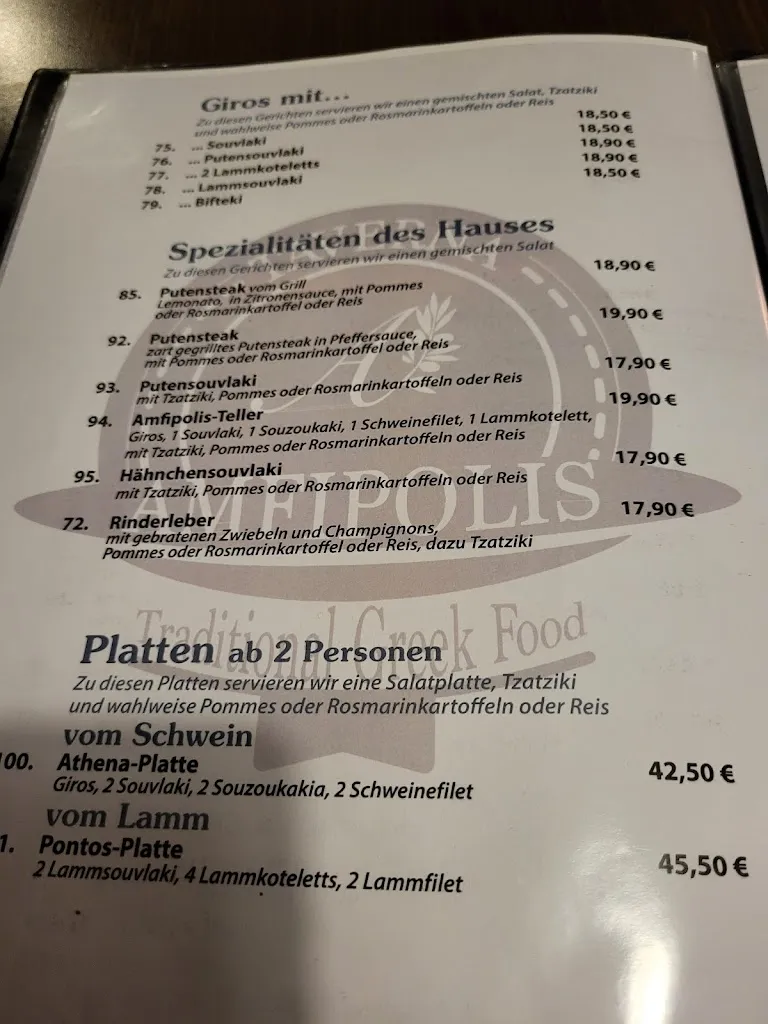 Giros mit...
Zu diesen Gerichten servieren wir einen gemischten Salat, Tzatziki
und wahlweise Pommes oder Rosmarinkartoffeln oder Reis
75. ... Souvlaki 18,50 €
76. ... Putensouvlaki 18,50 €
77. ... 2 Lammkoteletts 18,90 €
78. ... Lammsouvlaki 18,90 €
79. ... Bifteki 18,50 €
Spezialitäten des Hauses
Zu diesen Gerichten servieren wir einen gemischten Salat
85. Putensteak vom Grill 18,90 €
Lemonato, in Zitronensauce, mit Pommes
oder Rosmarinkartoffel oder Reis
92. Putensteak 19,90 €
zart gegrilltes Putensteak in Pfeffersauce,
mit Pommes oder Rosmarinkartoffel oder Reis
93. Putensouvlaki 17,90 €
mit Tzatziki, Pommes oder Rosmarinkartoffeln oder Reis
94. Amfipolis-Teller 19,90 €
Giros, 1 Souvlaki, 1 Souzoukaki, 1 Schweinefilet, 1 Lammkotelett,
mit Tzatziki, Pommes oder Rosmarinkartoffeln oder Reis
95. Hähnchensouvlaki 17,90 €
mit Tzatziki, Pommes oder Rosmarinkartoffeln oder Reis
AMFIPOLIS
72. Rinderleber 17,90 €
mit gebratenen Zwiebeln und Champignons,
Pommes oder Rosmarinkartoffel oder Reis, dazu Tzatziki
Traditional Greek Food
Platten ab 2 Personen
Zu diesen Platten servieren wir eine Salatplatte, Tzatziki
und wahlweise Pommes oder Rosmarinkartoffeln oder Reis
vom Schwein
00. Athena-Platte 42,50 €
Giros, 2 Souvlaki, 2 Souzoukakia, 2 Schweinefilet
vom Lamm
1. Pontos-Platte 45,50 €
2 Lammsouvlaki, 4 Lammkoteletts, 2 Lammfilet